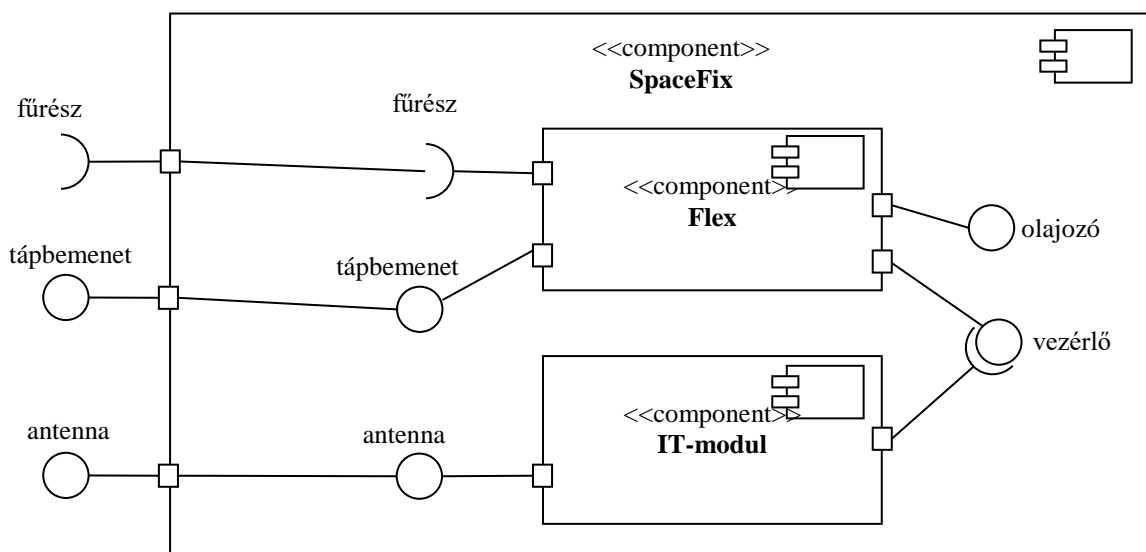 <<component>>
SpaceFix
fűrész
fűrész
<<component>>
Flex
olajozó
tápbemenet
tápbemenet
vezérlő
<<component>>
IT-modul
antenna
antenna